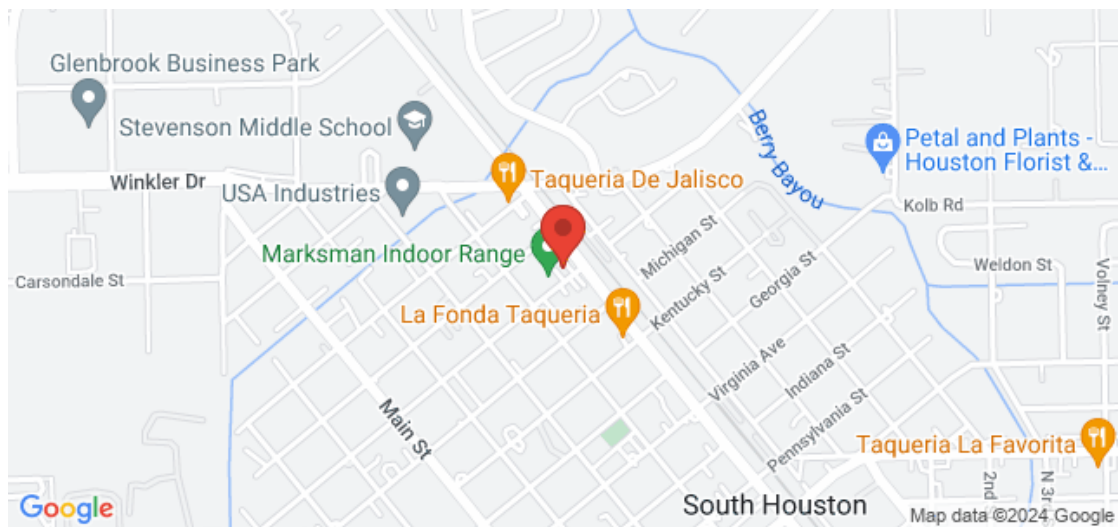 Glenbrook Business Park
Stevenson Middle School
Winkler Dr
USA Industries
Taqueria De Jalisco
Berry Bayou
Petal and Plants -
Houston Florist &...
Kolb Rd
Marksman Indoor Range
Michigan St
Carsondale St
Georgia St
Weldon St
Volney St
La Fonda Taqueria
Kentucky St
Virginia Ave
Indiana St
Main St
Pennsylvania St
Taqueria La Favorita
2nd S
N 3r
South Houston
Google
Map data ©2024 Google